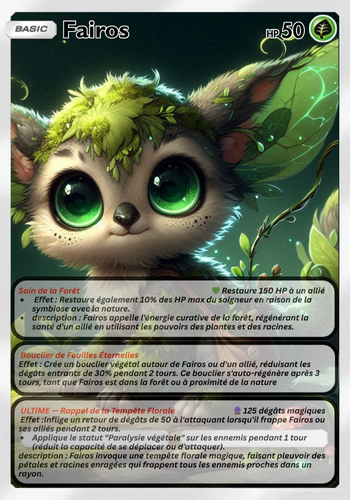 BASIC Fairos HP 50
Soin de la Forêt 💚 Restaure 150 HP à un allié
• Effet : Restaure également 10% des HP max du soigneur en raison de la
symbiose avec la nature.
• description : Fairos appelle l'énergie curative de la forêt, régénérant la
santé d'un allié en utilisant les pouvoirs des plantes et des racines.
Bouclier de Feuilles Éternelles
Effet : Crée un bouclier végétal autour de Fairos ou d'un allié, réduisant les
dégâts entrants de 30% pendant 2 tours. Ce bouclier s'auto-régénère après 3
tours, tant que Fairos est dans la forêt ou à proximité de la nature
ULTIME — Rappel de la Tempête Florale 🔮 125 dégâts magiques
Effet :Inflige un retour de dégâts de 50 à l'attaquant lorsqu'il frappe Fairos ou
ses alliés pendant 2 tours.
• Applique le statut "Paralysie végétale" sur les ennemis pendant 1 tour
(réduit la capacité de se déplacer ou d'attaquer).
description : Fairos invoque une tempête florale magique, faisant pleuvoir des
pétales et racines enragées qui frappent tous les ennemis proches dans un
rayon.